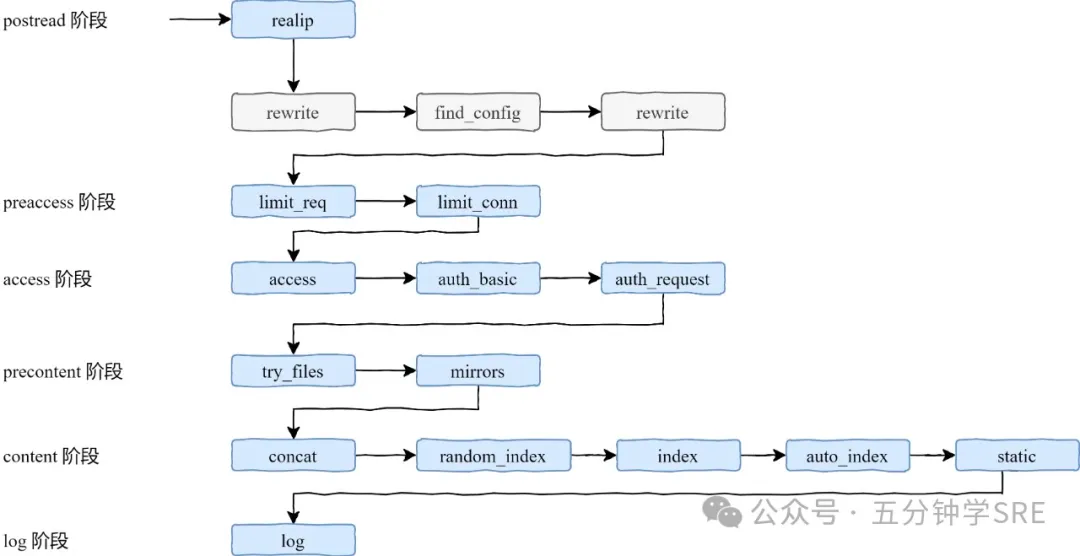 postread 阶段 realip
rewrite find_config rewrite
preaccess 阶段 limit_req limit_conn
access 阶段 access auth_basic auth_request
precontent 阶段 try_files mirrors
content 阶段 concat random_index index auto_index static
公众号 · 五分钟学SRE
log 阶段 log